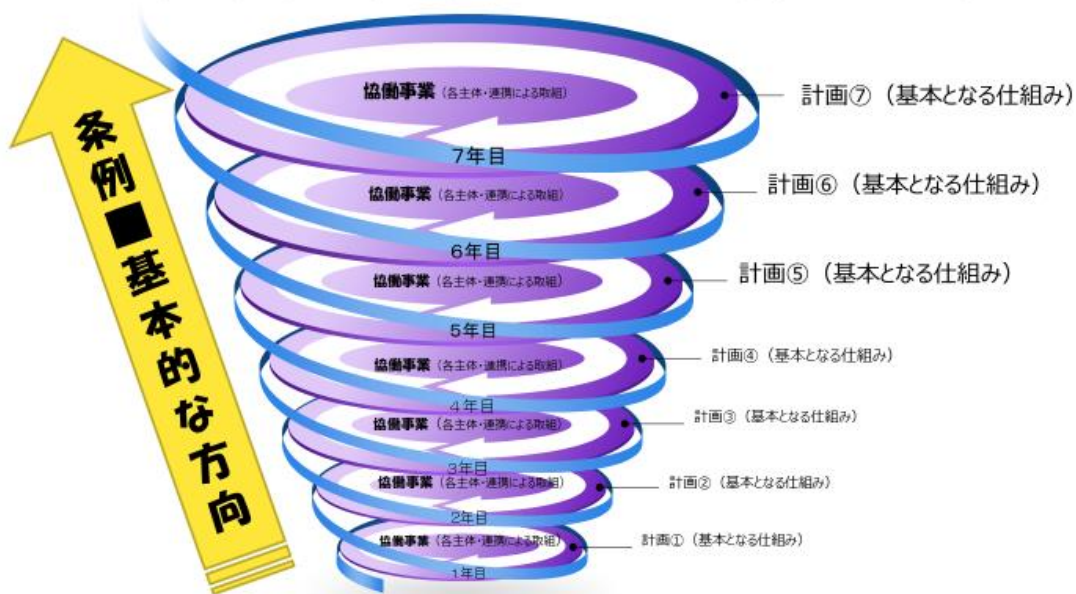 条例■基本的な方向
協働事業（各主体・連携による取組）
計画⑦（基本となる仕組み）
7年目
協働事業（各主体・連携による取組）
計画⑥（基本となる仕組み）
6年目
協働事業（各主体・連携による取組）
計画⑤（基本となる仕組み）
5年目
協働事業（各主体・連携による取組）
計画④（基本となる仕組み）
4年目
協働事業（各主体・連携による取組）
計画③（基本となる仕組み）
3年目
協働事業（各主体・連携による取組）
計画②（基本となる仕組み）
2年目
協働事業（各主体・連携による取組）
計画①（基本となる仕組み）
1年目